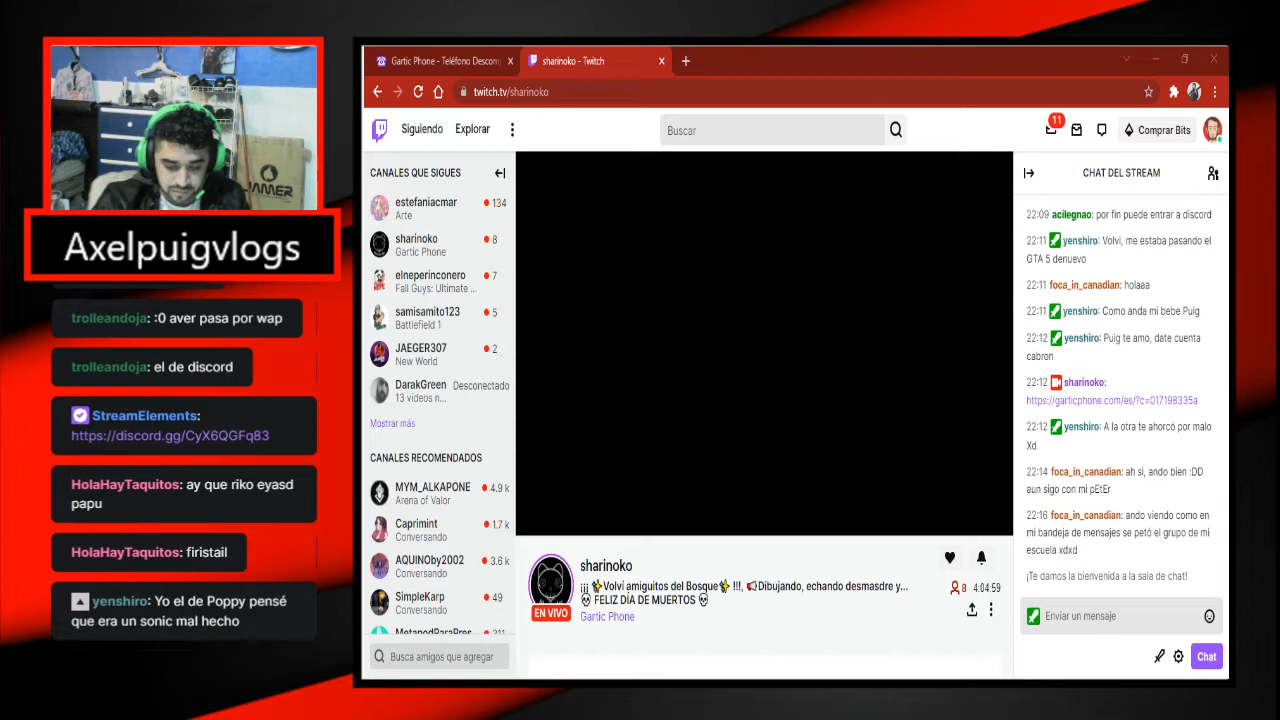 Gartic Phone - Teléfono Descom
sharinoko - Twitch
twitch.tv/sharinoko
Siguiendo
Explorar
Buscar
11
Comprar Bits
AMER
Axelpuigvlogs
trolleandoja: :0 aver pasa por wap
trolleandoja: el de discord
StreamElements:
https://discord.gg/CyX6QGFq83
HolaHayTaquitos: ay que riko eyasd
papu
HolaHayTaquitos: firistail
yenshiro: Yo el de Poppy pensé
que era un sonic mal hecho
CANALES QUE SIGUES
estefaniacmar 134
Arte
sharinoko 8
Gartic Phone
elneperinconero 7
Fall Guys: Ultimate ...
samisamito123 5
Battlefield 1
JAEGER307 2
New World
DarakGreen Desconectado
13 videos n...
Mostrar más
CANALES RECOMENDADOS
MYM_ALKAPONE 4.9 k
Arena of Valor
Caprimint 1.7 k
Conversando
AQUINOby2002 3.6 k
Conversando
SimpleKarp 49
Conversando
MetapodParaPres 211
Busca amigos que agregar
sharinoko
¡¡¡ ✨Volví amiguitos del Bosque✨ !!!, 📢Dibujando, echando desmasdre y...
💀 FELIZ DÍA DE MUERTOS 💀
Gartic Phone
EN VIVO
8 4:04:59
CHAT DEL STREAM
22:09 acilegnao: por fin puede entrar a discord
22:11 yenshiro: Volvi, me estaba pasando el
GTA 5 denuevo
22:11 foca_in_canadian: holaaa
22:11 yenshiro: Como anda mi bebe Puig
22:12 yenshiro: Puig te amo, date cuenta
cabron
22:12 sharinoko:
https://garticphone.com/es/?c=017198335a
22:12 yenshiro: A la otra te ahorcó por malo
Xd
22:14 foca_in_canadian: ah si, ando bien :DD
aun sigo con mi pEtEr
22:16 foca_in_canadian: ando viendo como en
mi bandeja de mensajes se petó el grupo de mi
escuela xdxd
¡Te damos la bienvenida a la sala de chat!
Enviar un mensaje
Chat